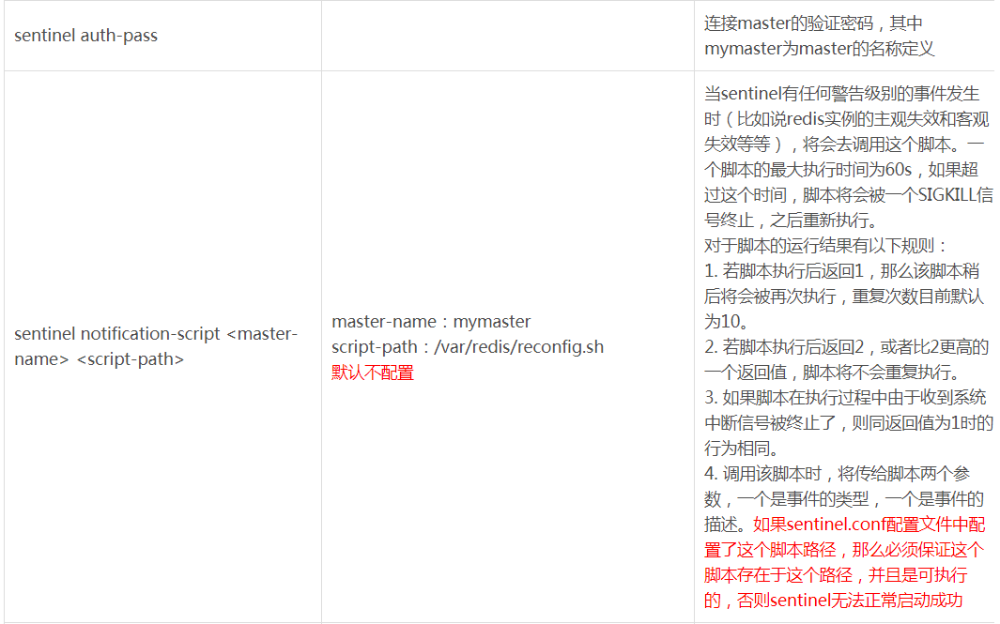 sentinel auth-pass
连接master的验证密码，其中
mymaster为master的名称定义
sentinel notification-script <master-
name> <script-path>
master-name：mymaster
script-path：/var/redis/reconfig.sh
默认不配置
当sentinel有任何警告级别的事件发生
时（比如说redis实例的主观失效和客观
失效等等），将会去调用这个脚本。一
个脚本的最大执行时间为60s，如果超
过这个时间，脚本将会被一个SIGKILL信
号终止，之后重新执行。
对于脚本的运行结果有以下规则：
1. 若脚本执行后返回1，那么该脚本稍
后将会被再次执行，重复次数目前默认
为10。
2. 若脚本执行后返回2，或者比2更高的
一个返回值，脚本将不会重复执行。
3. 如果脚本在执行过程中由于收到系统
中断信号被终止了，则同返回值为1时的
行为相同。
4. 调用该脚本时，将传给脚本两个参
数，一个是事件的类型，一个是事件的
描述。如果sentinel.conf配置文件中配
置了这个脚本路径，那么必须保证这个
脚本存在于这个路径，并且是可执行
的，否则sentinel无法正常启动成功